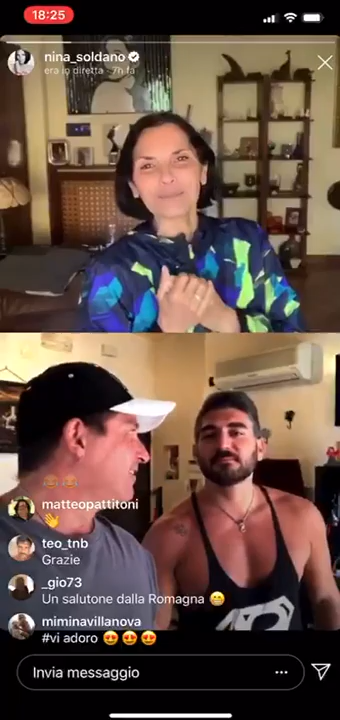 18:25
nina_soldano
era in diretta · 7h fa
matteopattitoni
👋
teo_tnb
Grazie
_gio73
Un salutone dalla Romagna 😁
miminavillanova
#vi adoro 😍😍😍
Invia messaggio